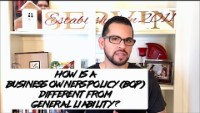 HOW IS A
BUSINESS OWNERS POLICY (BOP)
DIFFERENT FROM
GENERAL LIABILITY?